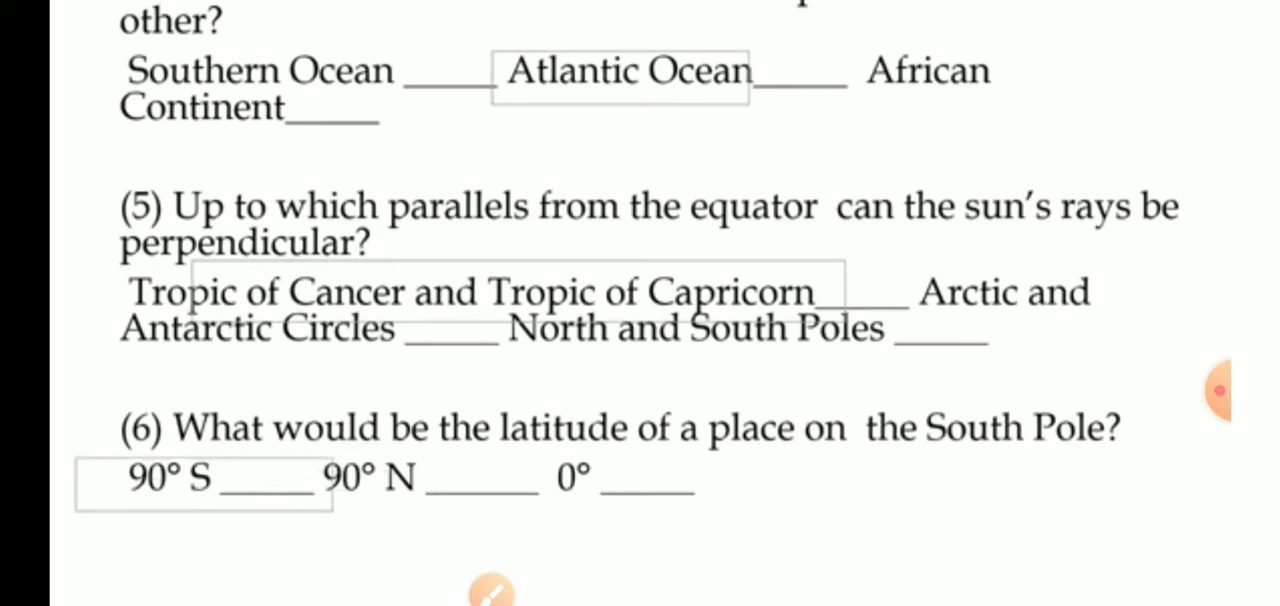 other?
Southern Ocean _____ Atlantic Ocean_____ African
Continent_____
(5) Up to which parallels from the equator can the sun's rays be
perpendicular?
Tropic of Cancer and Tropic of Capricorn_____ Arctic and
Antarctic Circles _____ North and South Poles _____
(6) What would be the latitude of a place on the South Pole?
90° S _____ 90° N ______ 0° _____